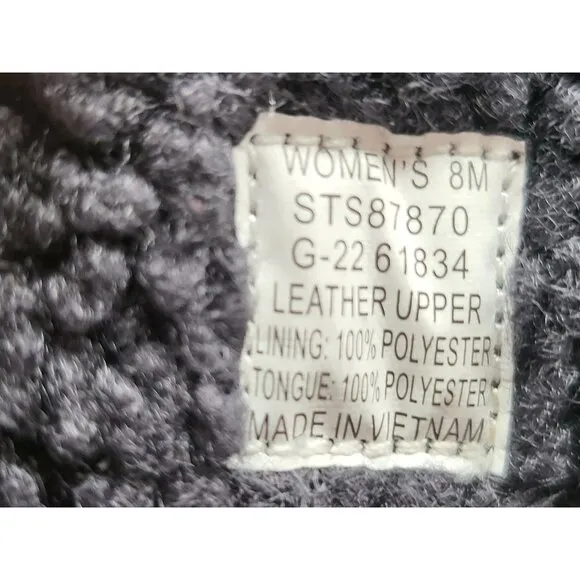 WOMEN'S 8M
STS87870
G-22 61834
LEATHER UPPER
LINING: 100% POLYESTER
TONGUE: 100% POLYESTER
MADE IN VIETNAM